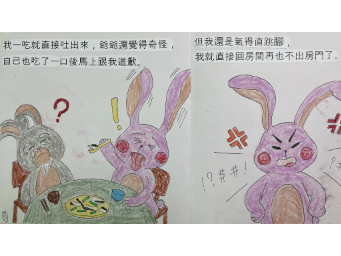 我一吃就直接吐出來，爺爺還覺得奇怪，
自己也吃了一口後馬上跟我道歉。
?
!
但我還是氣得直跳腳，
我就直接回房間再也不出房門了。
!?##!